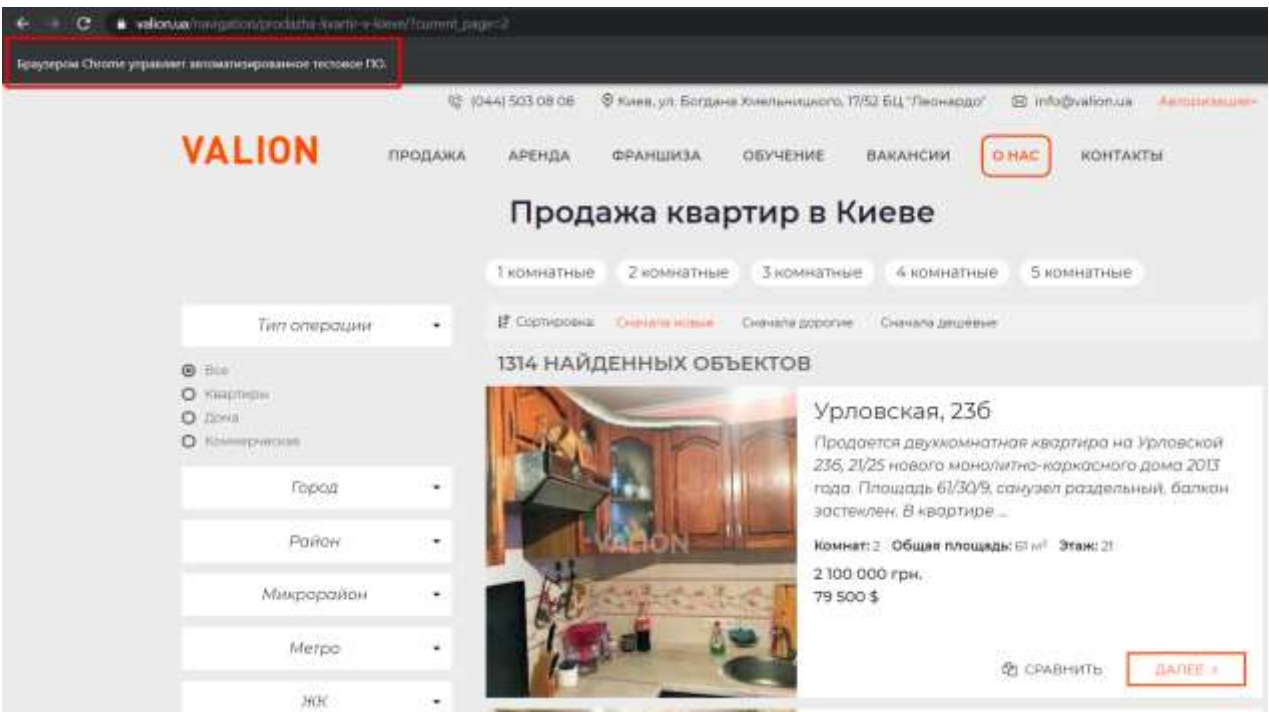 valion.ua/navigation/prodazha-kvartir-v-kieve/?current_page=2
Браузером Chrome управляет автоматизированное тестовое ПО.
(044) 503 08 08 Киев, ул. Богдана Хмельницкого, 17/52 БЦ "Леонардо" info@valion.ua Авторизация
VALION ПРОДАЖА АРЕНДА ФРАНШИЗА ОБУЧЕНИЕ ВАКАНСИИ О НАС КОНТАКТЫ
Продажа квартир в Киеве
1 комнатные 2 комнатные 3 комнатные 4 комнатные 5 комнатные
Тип операции
Сортировка: Сначала новые Сначала дорогие Сначала дешёвые
Все
Квартиры
Дома
Коммерческая
Город
Район
Микрорайон
Метро
ЖК
1314 НАЙДЕННЫХ ОБЪЕКТОВ
VALION
Урловская, 23б
Продается двухкомнатная квартира на Урловской
23б, 21/25 нового монолитно-каркасного дома 2013
года. Площадь 61/30/9, санузел раздельный, балкон
застеклен. В квартире ...
Комнат: 2 Общая площадь: 61 м² Этаж: 21
2 100 000 грн.
79 500 $
СРАВНИТЬ ДАЛЕЕ